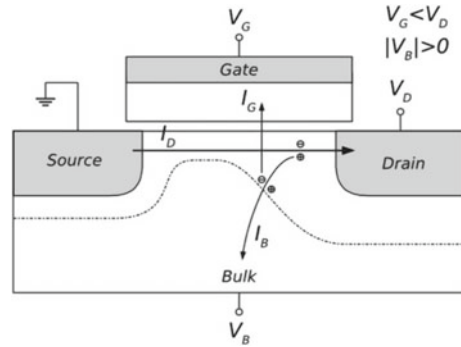 V_G
V_G<V_D
|V_B|>0
Gate
I_G
V_D
I_D
Source
⊖
⊕
Drain
⊖
⊕
I_B
Bulk
V_B